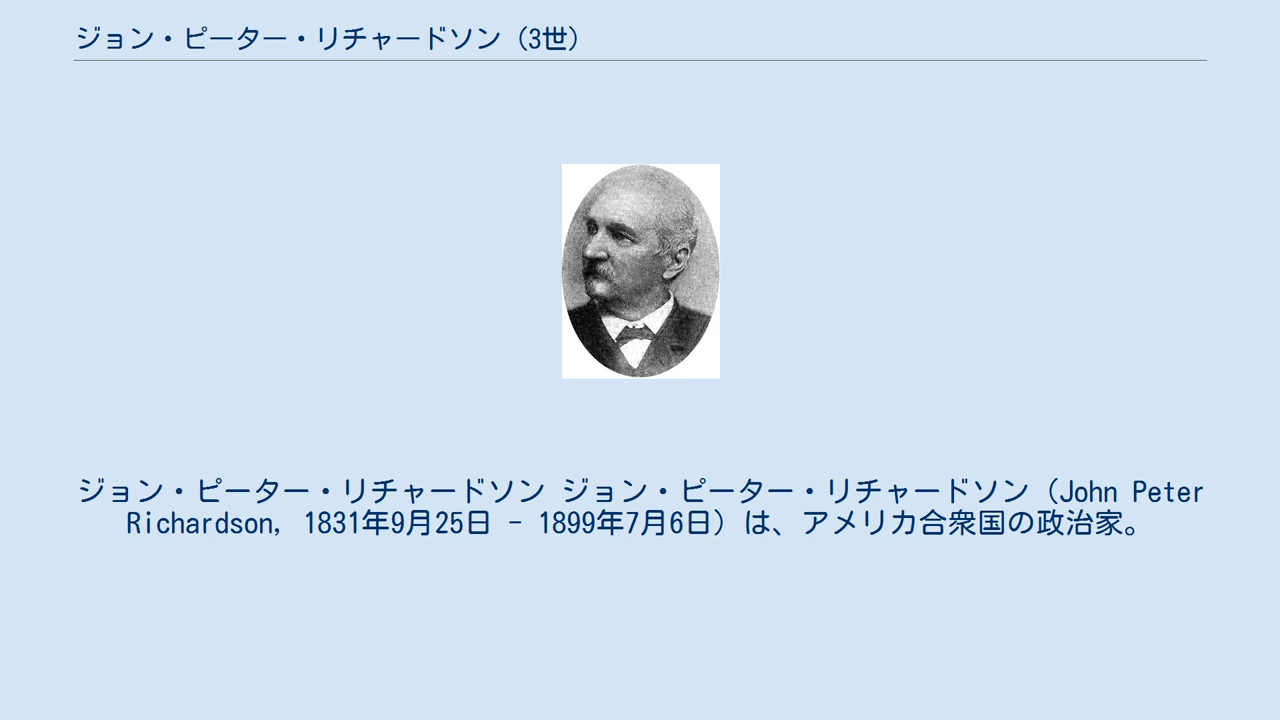 ジョン・ピーター・リチャードソン（3世）
ジョン・ピーター・リチャードソン ジョン・ピーター・リチャードソン（John Peter
Richardson, 1831年9月25日 - 1899年7月6日）は、アメリカ合衆国の政治家。